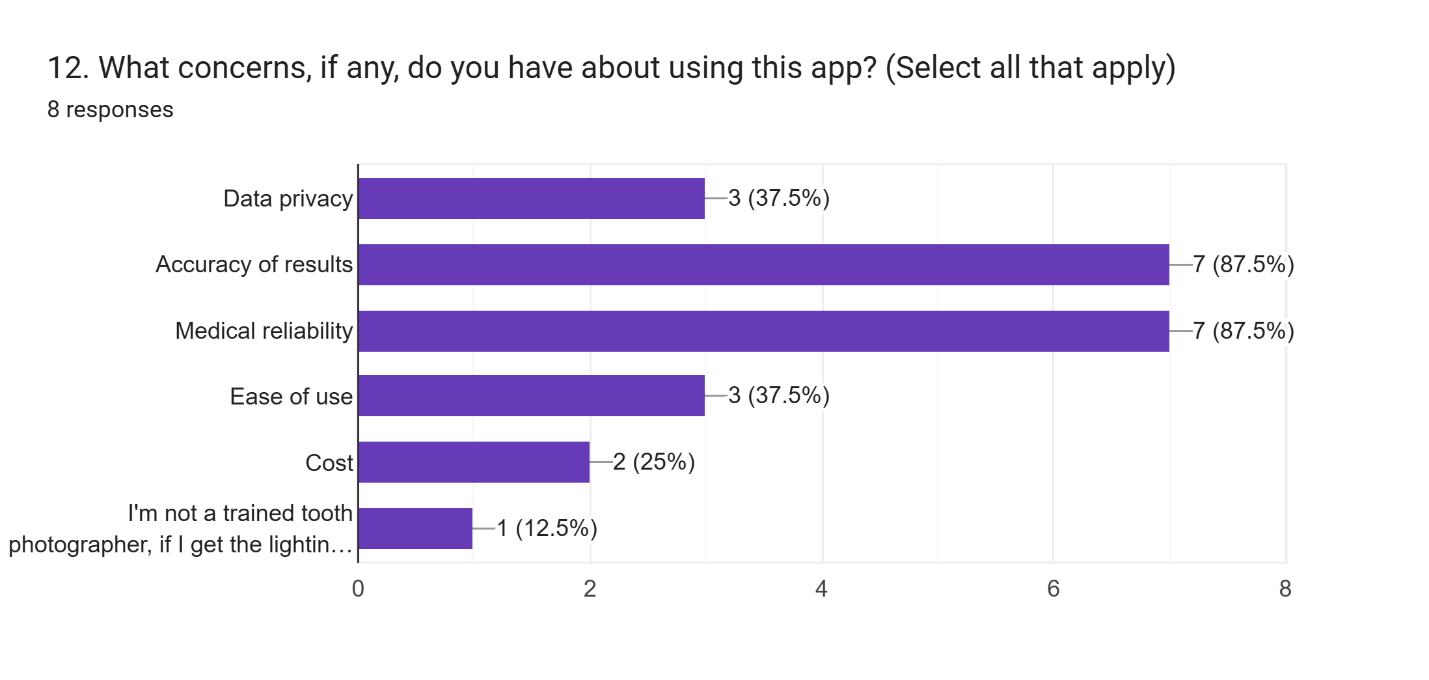 12. What concerns, if any, do you have about using this app? (Select all that apply)
8 responses
Data privacy
3 (37.5%)
Accuracy of results
7 (87.5%)
Medical reliability
7 (87.5%)
Ease of use
3 (37.5%)
Cost
2 (25%)
I'm not a trained tooth
photographer, if I get the lightin…
1 (12.5%)
0
2
4
6
8